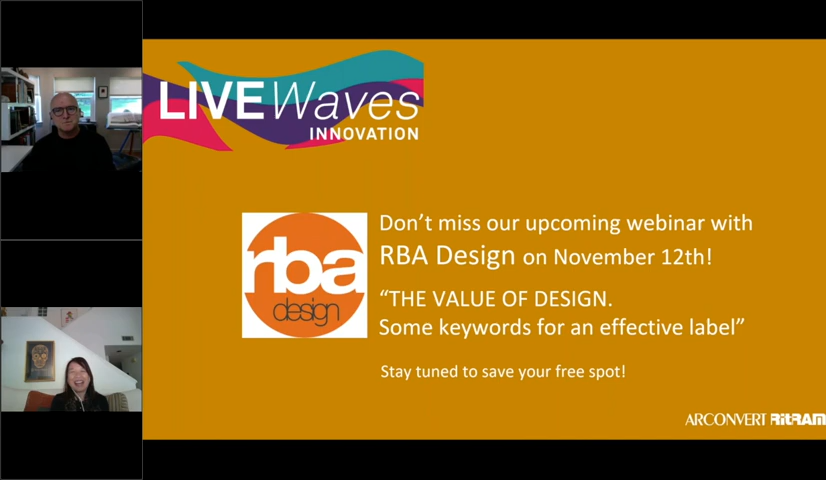 LIVEWaves
INNOVATION
rba
design
Don't miss our upcoming webinar with
RBA Design on November 12th!
“THE VALUE OF DESIGN.
Some keywords for an effective label”
Stay tuned to save your free spot!
ARCONVERT RitRAMA